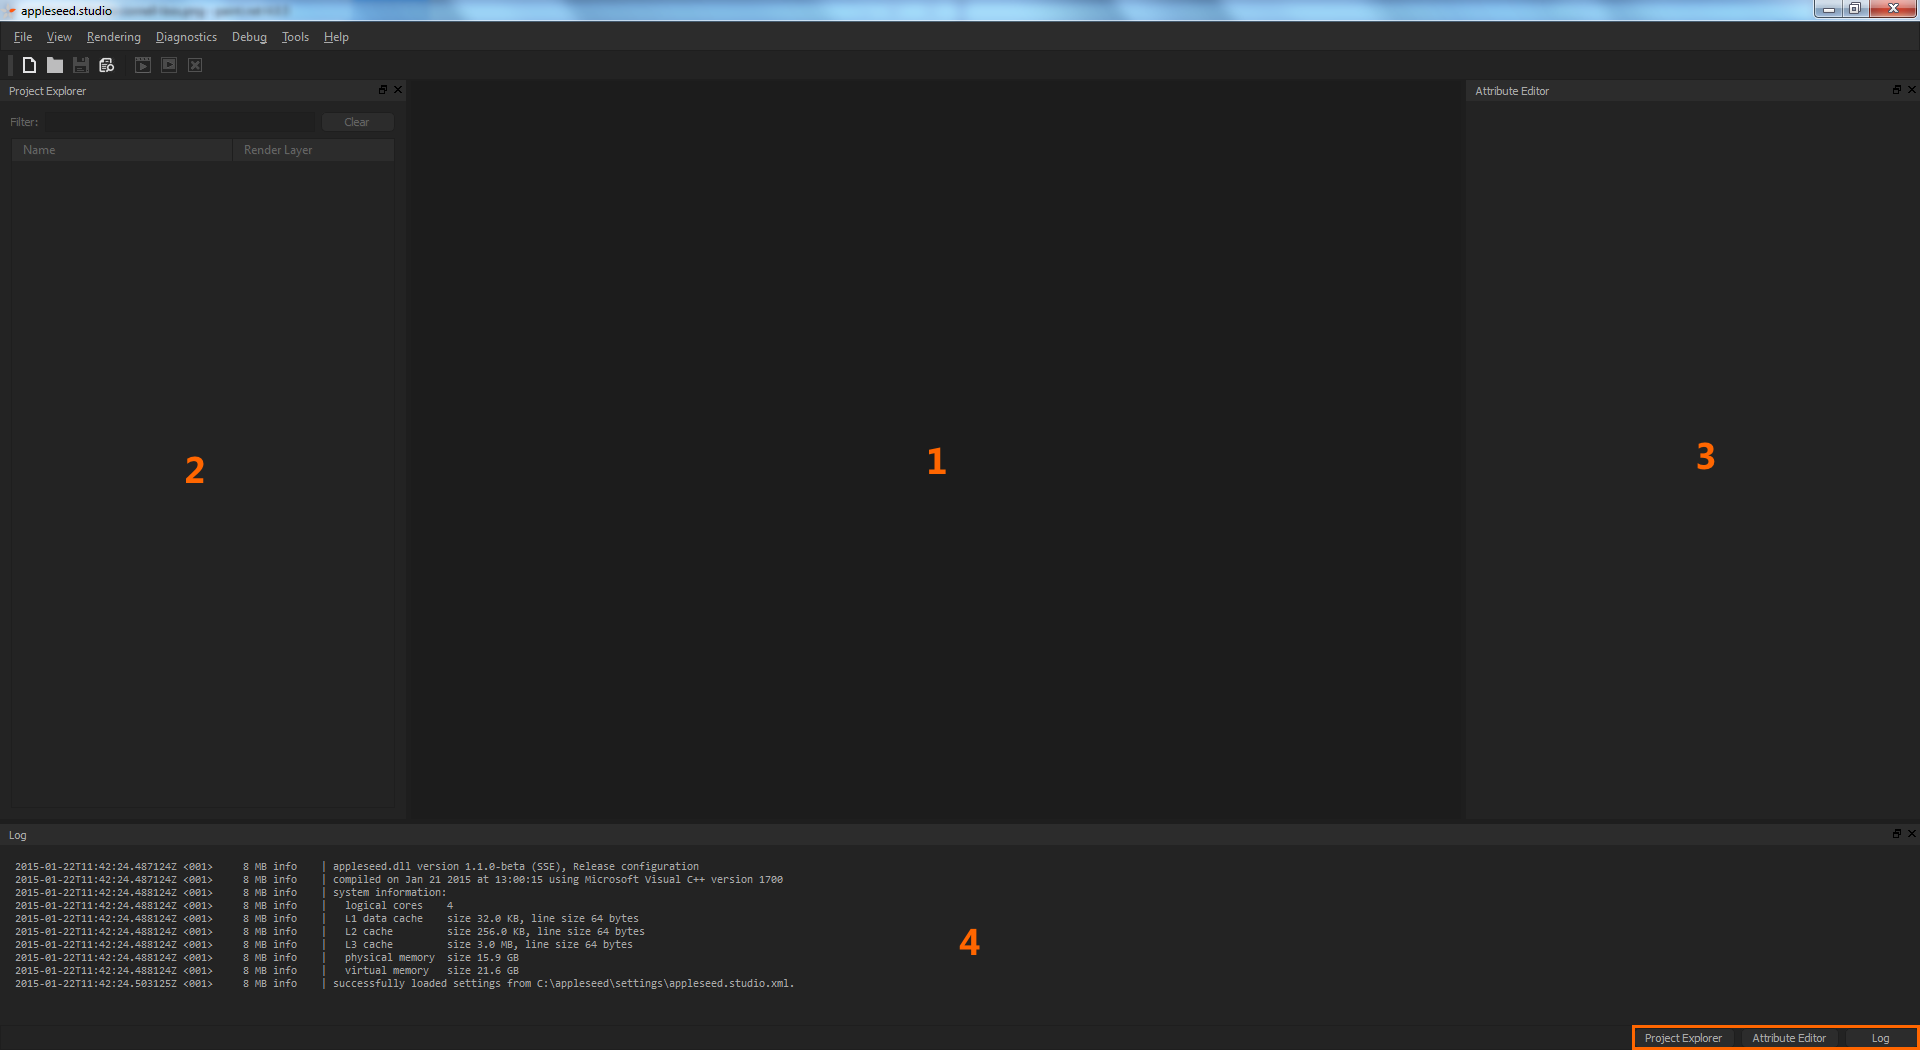 appleseed.studio
File View Rendering Diagnostics Debug Tools Help
Project Explorer
Attribute Editor
Filter:
Clear
Name
Render Layer
2
1
3
Log
2015-01-22T11:42:24.487124Z <001>     8 MB info    | appleseed.dll version 1.1.0-beta (SSE), Release configuration
2015-01-22T11:42:24.487124Z <001>     8 MB info    | compiled on Jan 21 2015 at 13:00:15 using Microsoft Visual C++ version 1700
2015-01-22T11:42:24.488124Z <001>     8 MB info    | system information:
2015-01-22T11:42:24.488124Z <001>     8 MB info    |   logical cores    4
2015-01-22T11:42:24.488124Z <001>     8 MB info    |   L1 data cache    size 32.0 KB, line size 64 bytes
2015-01-22T11:42:24.488124Z <001>     8 MB info    |   L2 cache         size 256.0 KB, line size 64 bytes
2015-01-22T11:42:24.488124Z <001>     8 MB info    |   L3 cache         size 3.0 MB, line size 64 bytes
2015-01-22T11:42:24.488124Z <001>     8 MB info    |   physical memory  size 15.9 GB
2015-01-22T11:42:24.488124Z <001>     8 MB info    |   virtual memory   size 21.6 GB
2015-01-22T11:42:24.503125Z <001>     8 MB info    | successfully loaded settings from C:\appleseed\settings\appleseed.studio.xml.
4
Project Explorer
Attribute Editor
Log